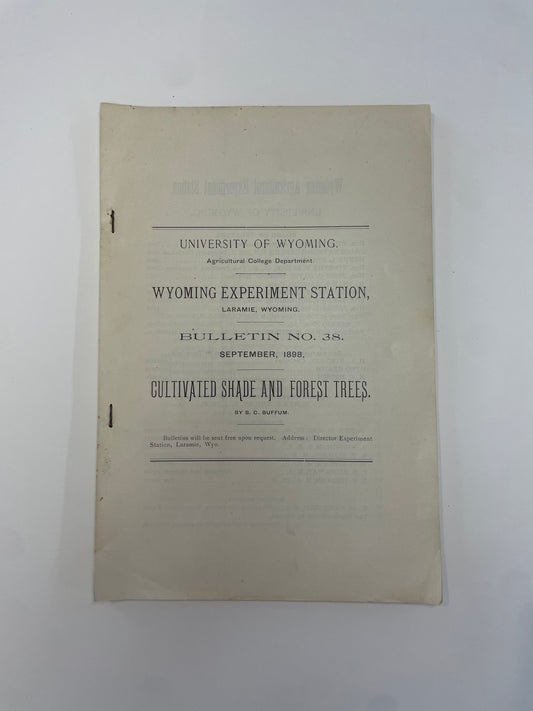 UNIVERSITY OF WYOMING.
Agricultural College Department.
WYOMING EXPERIMENT STATION,
LARAMIE, WYOMING.
BULLETIN NO. 38.
SEPTEMBER, 1898.
CULTIVATED SHADE AND FOREST TREES.
BY B. C. BUFFUM.
Bulletins will be sent free upon request. Address: Director Experiment
Station, Laramie, Wyo.